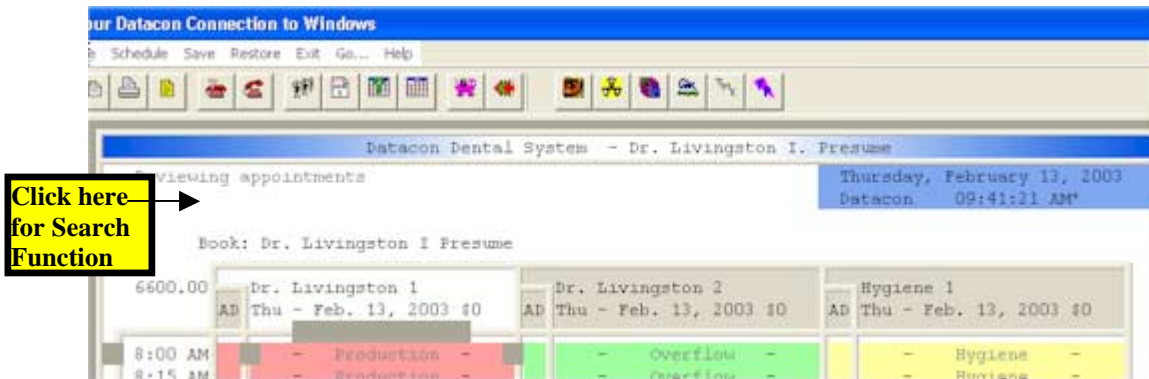 our Datacon Connection to Windows
e Schedule Save Restore Exit Go... Help
Datacon Dental System - Dr. Livingston I. Presume
Reviewing appointments
Thursday, February 13, 2003
Datacon 09:41:21 AM"
Click here
for Search
Function
Book: Dr. Livingston I Presume
6600.00 Dr. Livingston 1 Dr. Livingston 2 Hygiene 1
AD Thu - Feb. 13, 2003 $0 AD Thu - Feb. 13, 2003 $0 AD Thu - Feb. 13, 2003 $0
8:00 AM - Production - - Overflow - - Hygiene -
8:15 AM - Production - - Overflow - - Hygiene -